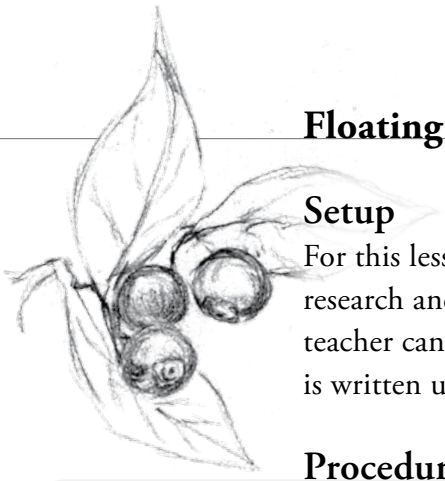 Floating
Setup
For this less
research and
teacher can
is written u
Procedur